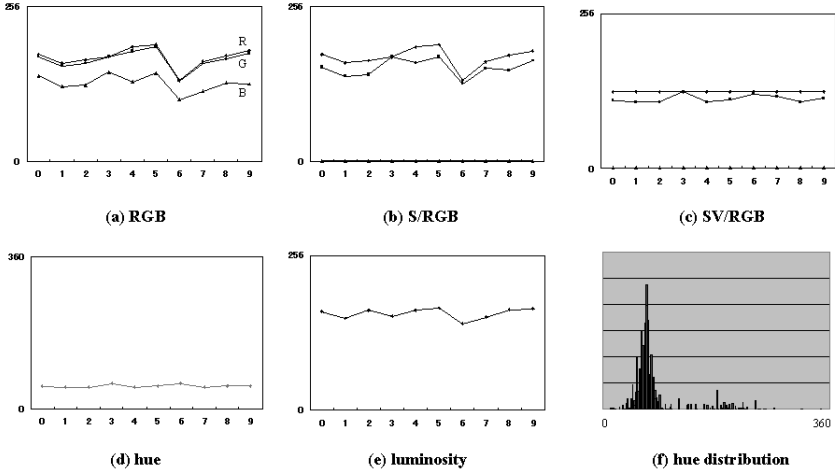 256
R
G
B
0
0 1 2 3 4 5 6 7 8 9
(a) RGB
256
0
0 1 2 3 4 5 6 7 8 9
(b) S/RGB
256
0
0 1 2 3 4 5 6 7 8 9
(c) SV/RGB
360
0
0 1 2 3 4 5 6 7 8 9
(d) hue
256
0
0 1 2 3 4 5 6 7 8 9
(e) luminosity
0 360
(f) hue distribution